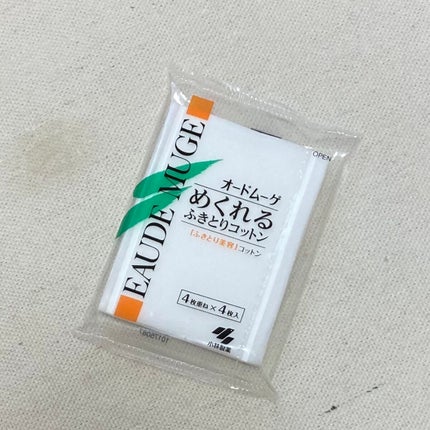 OPEN
EAUDE MUGE
オードムーゲ
めくれる
ふきとりコットン
「ふきとり美容」コットン
4枚重ね×4枚入
小林製薬